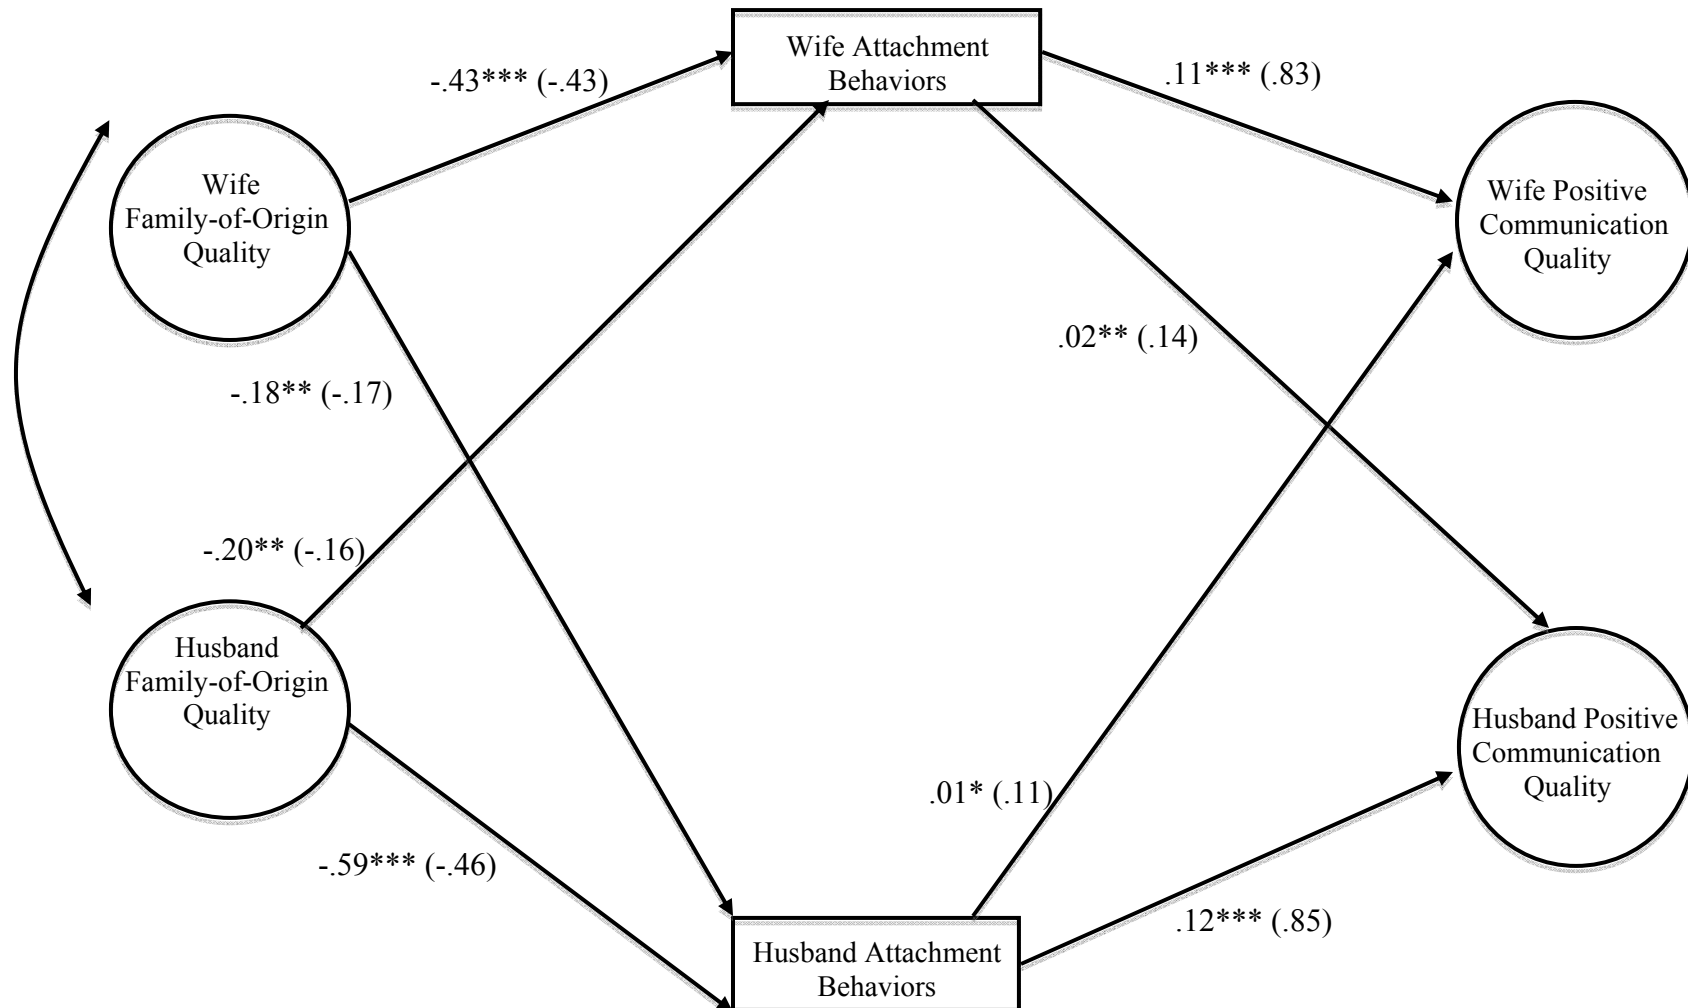 Wife Attachment
Behaviors
-.43*** (-.43)
.11*** (.83)
Wife
Family-of-Origin
Quality
Wife Positive
Communication
Quality
.02** (.14)
-.18** (-.17)
-.20** (-.16)
Husband
Family-of-Origin
Quality
Husband Positive
Communication
Quality
.01* (.11)
-.59*** (-.46)
.12*** (.85)
Husband Attachment
Behaviors